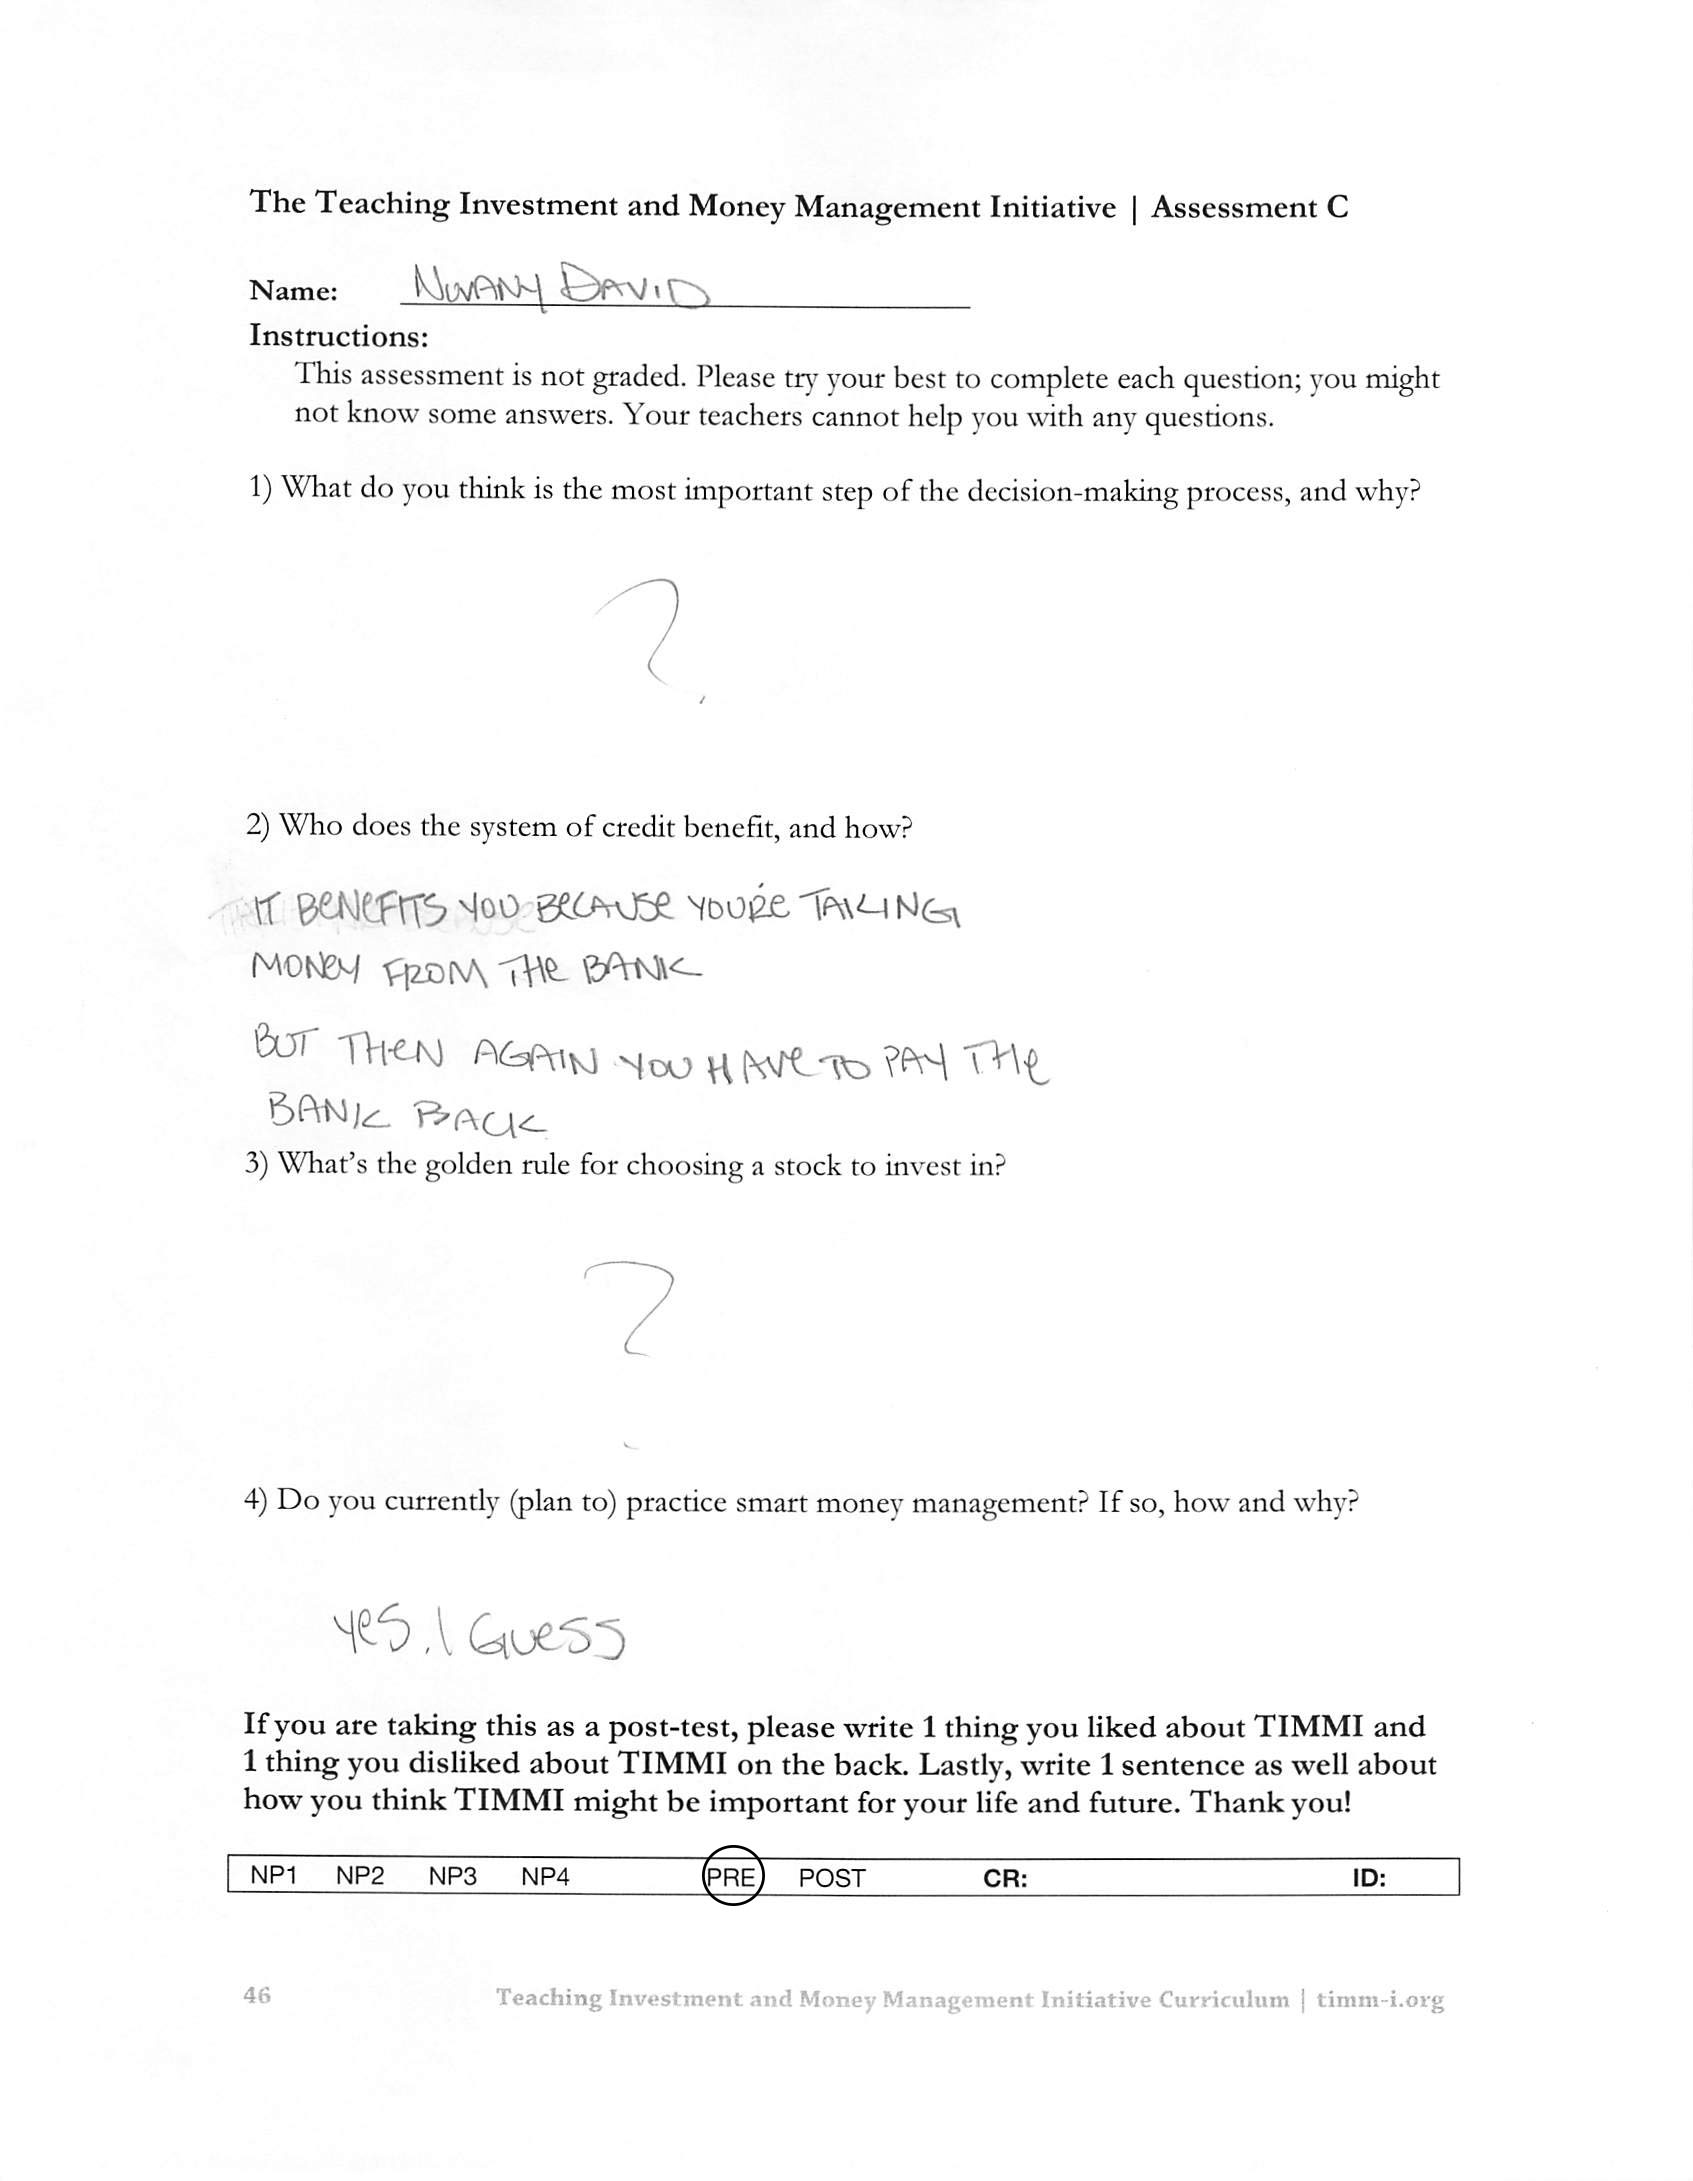 The Teaching Investment and Money Management Initiative | Assessment C
Name: DAVID
Instructions:
This assessment is not graded. Please try your best to complete each question; you might
not know some answers. Your teachers cannot help you with any questions.
1) What do you think is the most important step of the decision-making process, and why?
?
2) Who does the system of credit benefit, and how?
IT BENEFITS YOU BECAUSE YOU'RE TAKING
MONEY FROM THE BANK
BUT THEN AGAIN YOU HAVE TO PAY THE
BANK BACK
3) What's the golden rule for choosing a stock to invest in?
?
4) Do you currently (plan to) practice smart money management? If so, how and why?
YES, I GUESS
If you are taking this as a post-test, please write 1 thing you liked about TIMMI and
1 thing you disliked about TIMMI on the back. Lastly, write 1 sentence as well about
how you think TIMMI might be important for your life and future. Thank you!
NP1 NP2 NP3 NP4 PRE POST CR: ID:
46 Teaching Investment and Money Management Initiative Curriculum | timm-i.org